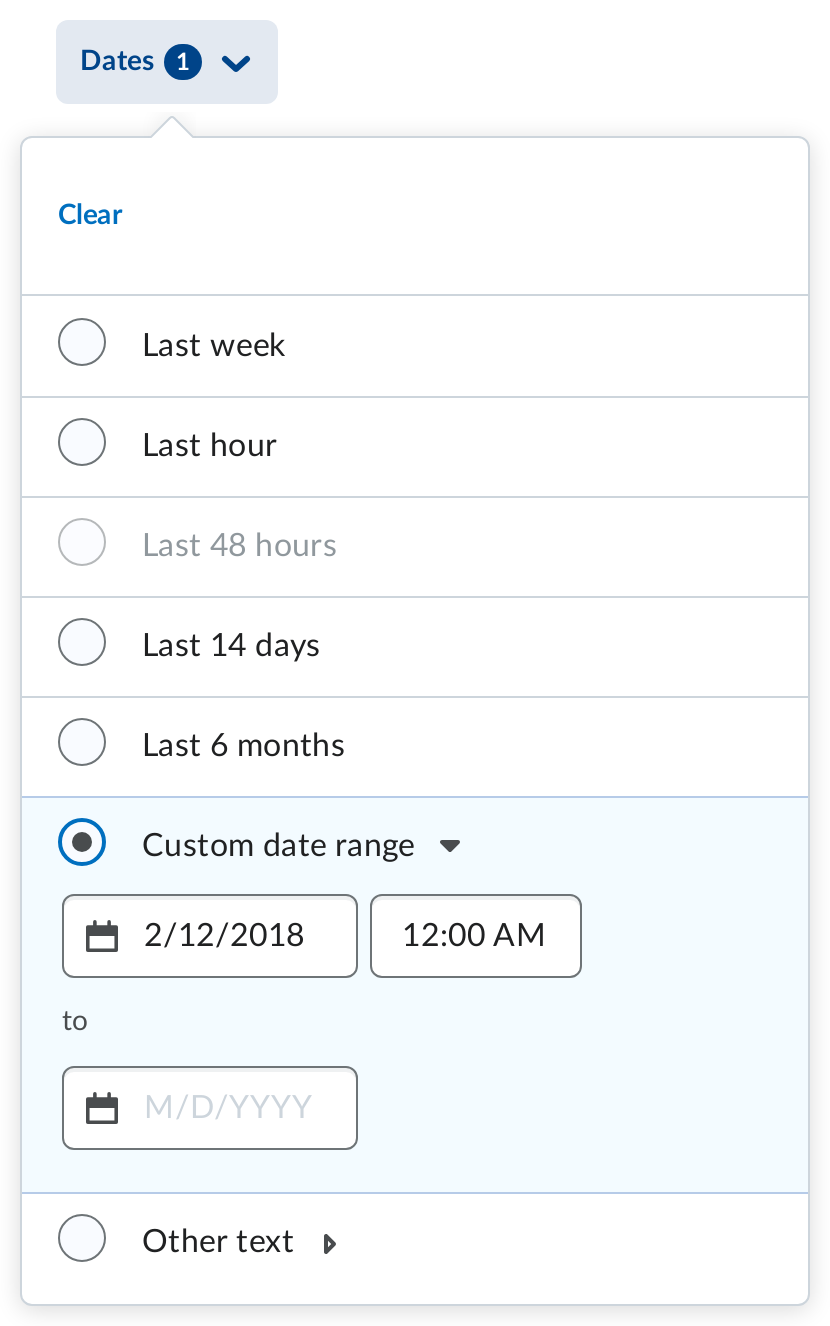 Dates 1
Clear
Last week
Last hour
Last 48 hours
Last 14 days
Last 6 months
Custom date range
2/12/2018 12:00 AM
to
M/D/YYYY
Other text